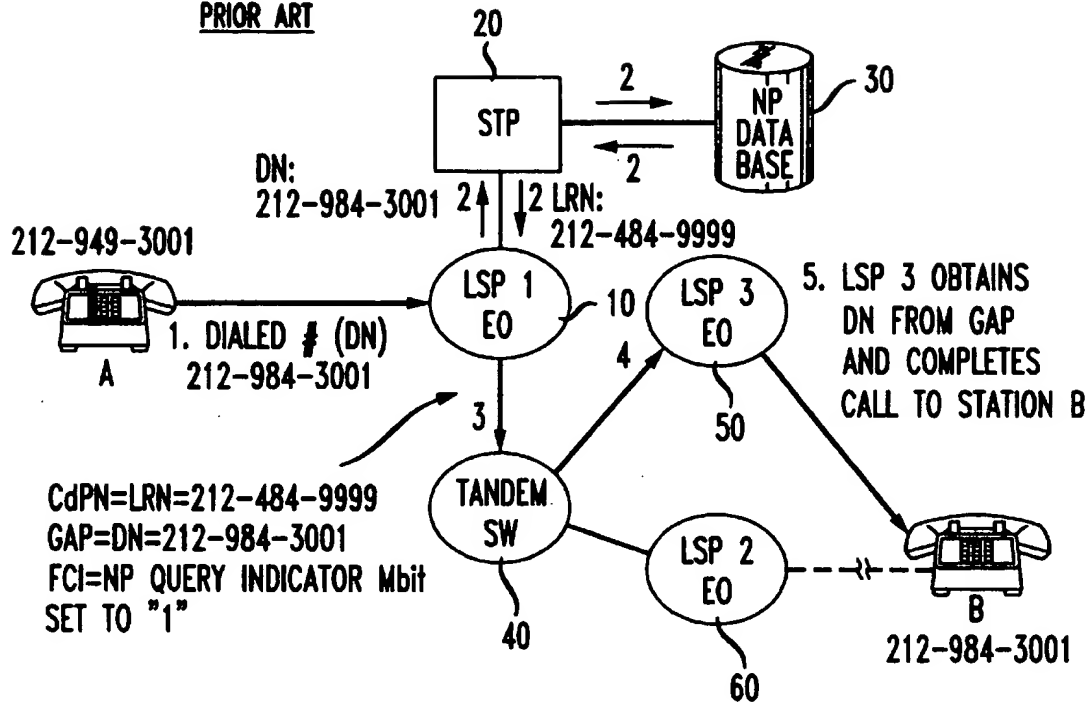 PRIOR ART
20
STP
2
2
NP
DATA
BASE
30
DN:
212-984-3001
2
2 LRN:
212-484-9999
212-949-3001
A
1. DIALED # (DN)
212-984-3001
LSP 1
EO
10
LSP 3
EO
50
4
5. LSP 3 OBTAINS
DN FROM GAP
AND COMPLETES
CALL TO STATION B
3
CdPN=LRN=212-484-9999
GAP=DN=212-984-3001
FCI=NP QUERY INDICATOR Mbit
SET TO "1"
TANDEM
SW
40
LSP 2
EO
60
B
212-984-3001